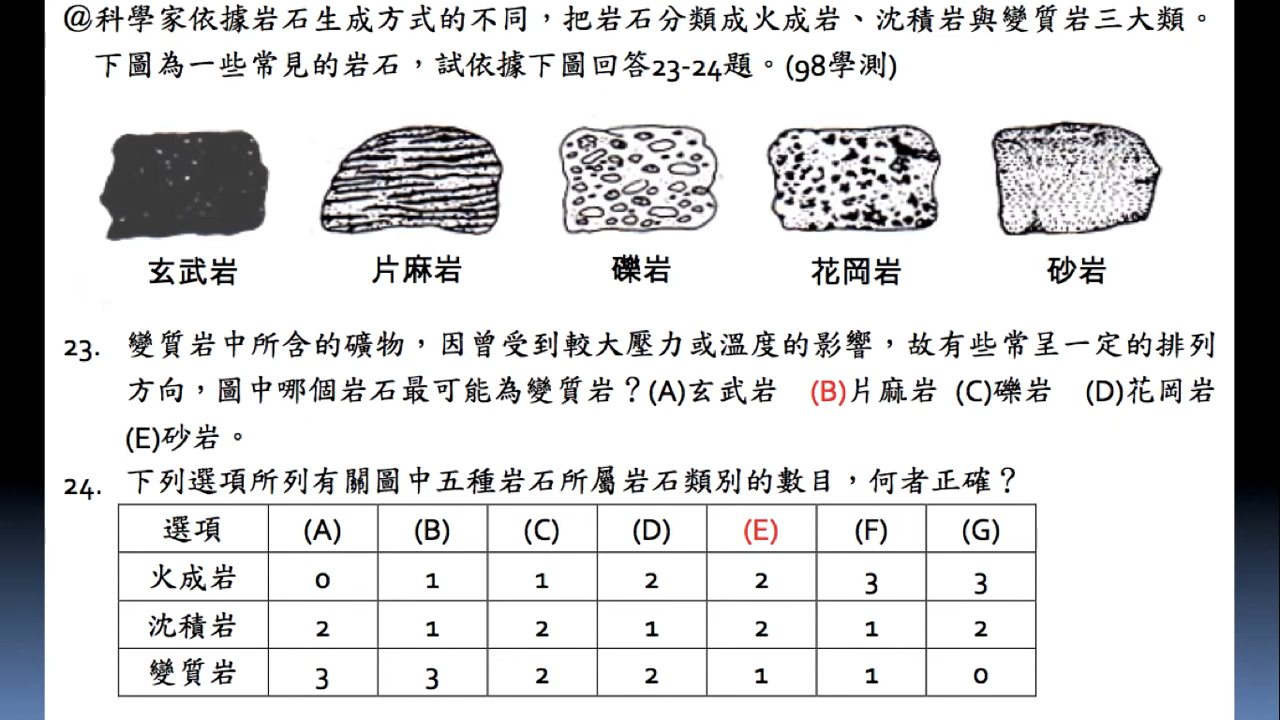 @科學家依據岩石生成方式的不同，把岩石分類成火成岩、沈積岩與變質岩三大類。
下圖為一些常見的岩石，試依據下圖回答23-24題。(98學測)
玄武岩 片麻岩 礫岩 花岡岩 砂岩
23. 變質岩中所含的礦物，因曾受到較大壓力或溫度的影響，故有些常呈一定的排列
方向，圖中哪個岩石最可能為變質岩？(A)玄武岩 (B)片麻岩 (C)礫岩 (D)花岡岩
(E)砂岩。
24. 下列選項所列有關圖中五種岩石所屬岩石類別的數目，何者正確？
選項 (A) (B) (C) (D) (E) (F) (G)
火成岩 0 1 1 2 2 3 3
沈積岩 2 1 2 1 2 1 2
變質岩 3 3 2 2 1 1 0